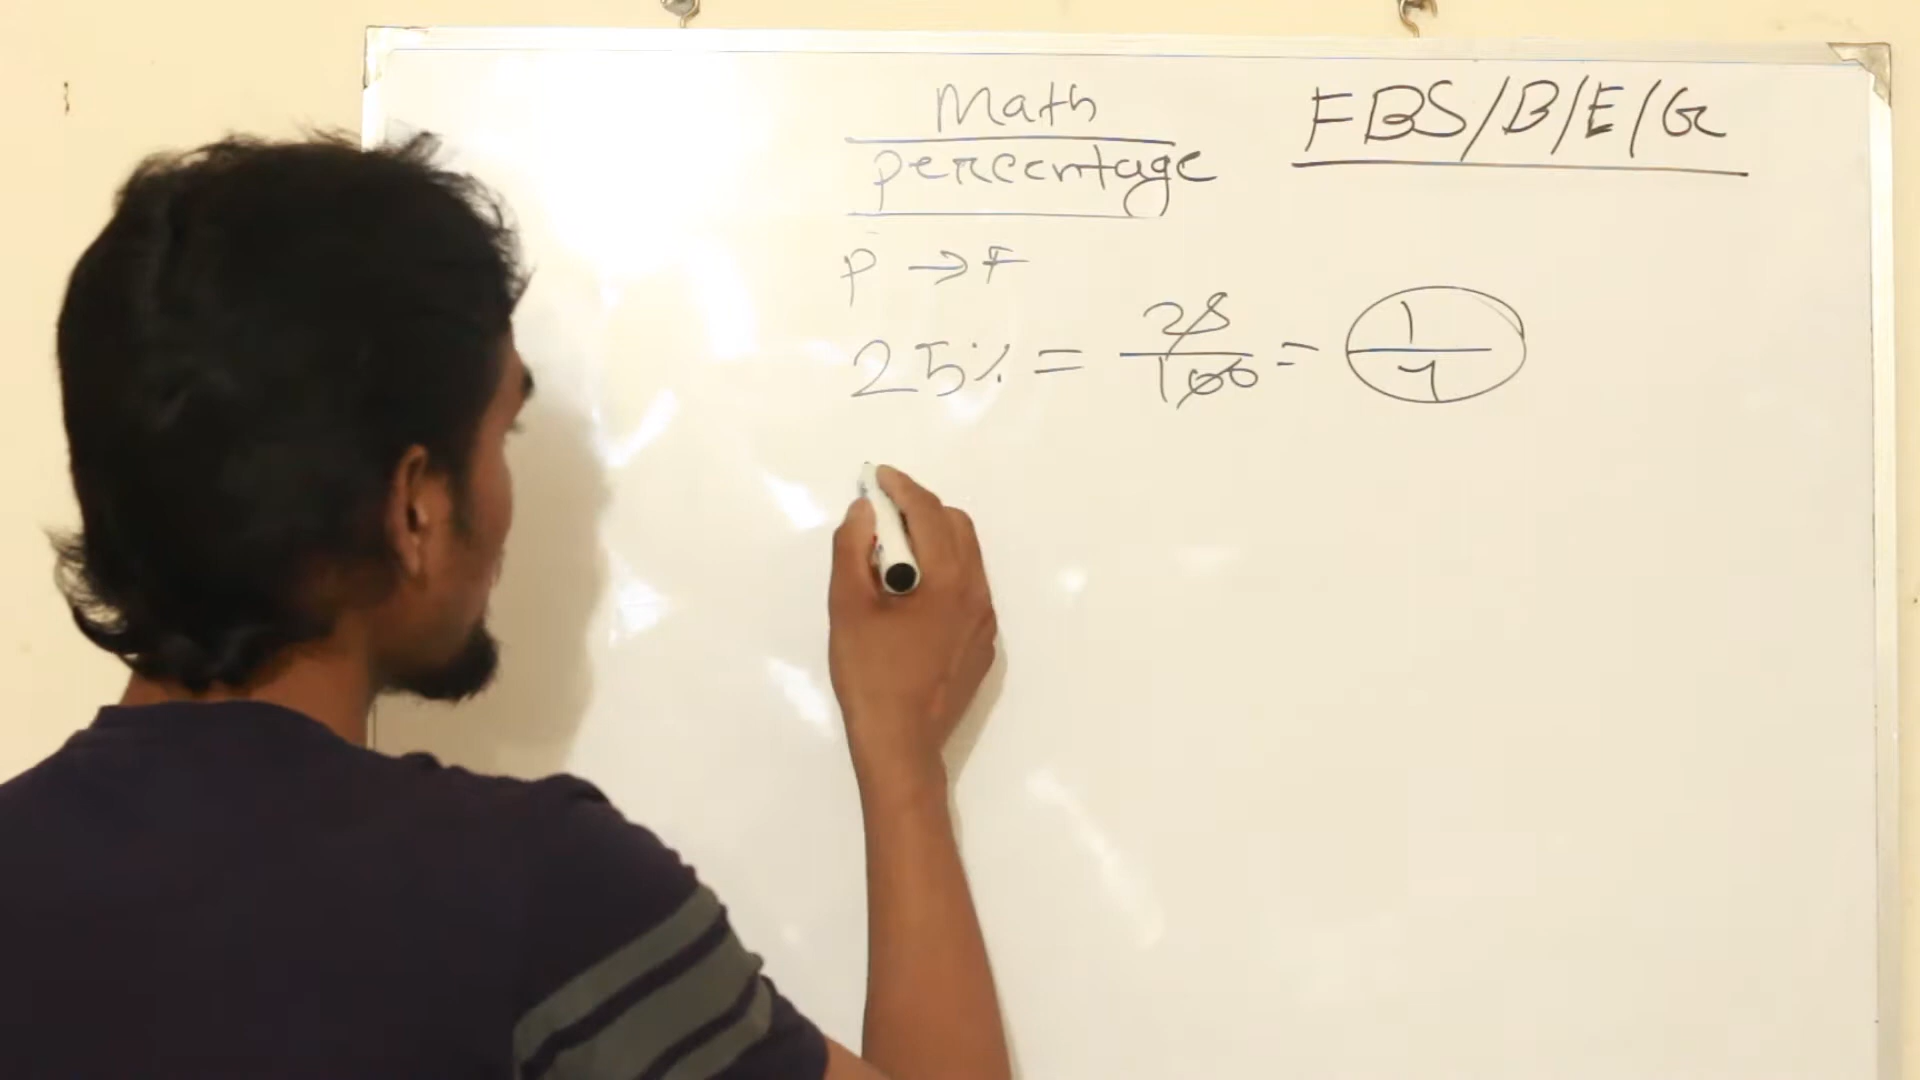 Math
percentage
FBS/B/E/G
P → F
25% = 25/100 = 1/4